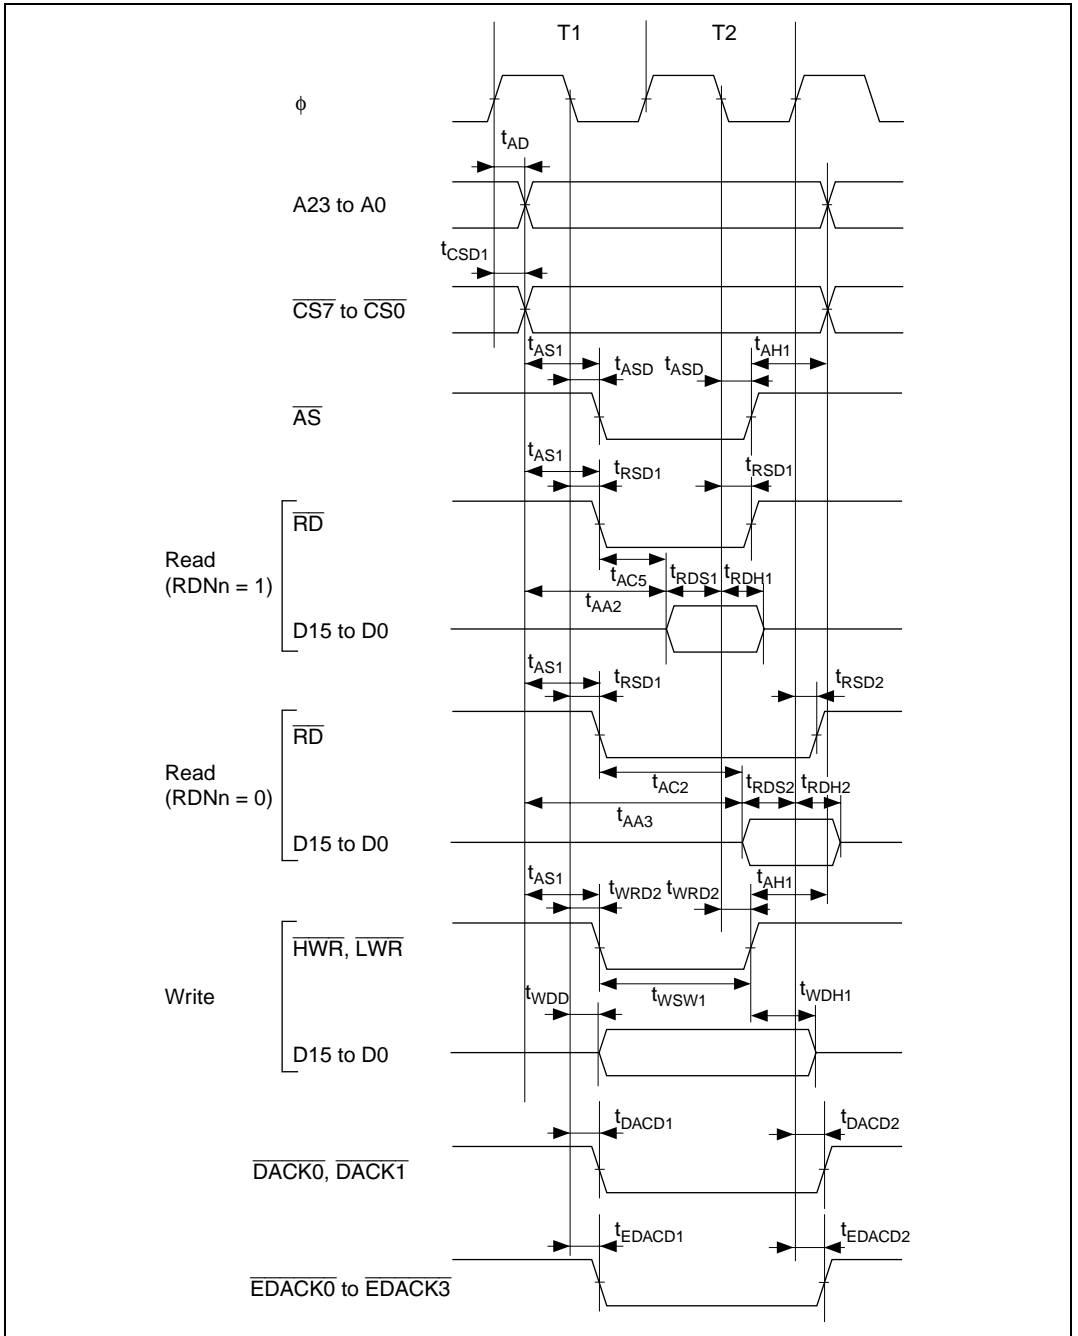 T1 T2
φ
tAD
A23 to A0
tCSD1
CS7 to CS0
tAS1 tASD tASD tAH1
AS
tAS1 tRSD1 tRSD1
RD
Read
(RDNn = 1)
tAC5 tRDS1 tRDH1
tAA2
D15 to D0
tAS1 tRSD1 tRSD2
RD
Read
(RDNn = 0)
tAC2 tRDS2 tRDH2
tAA3
D15 to D0
tAS1 tWRD2 tWRD2 tAH1
HWR, LWR
Write
tWDD tWSW1 tWDH1
D15 to D0
tDACD1 tDACD2
DACK0, DACK1
tEDACD1 tEDACD2
EDACK0 to EDACK3